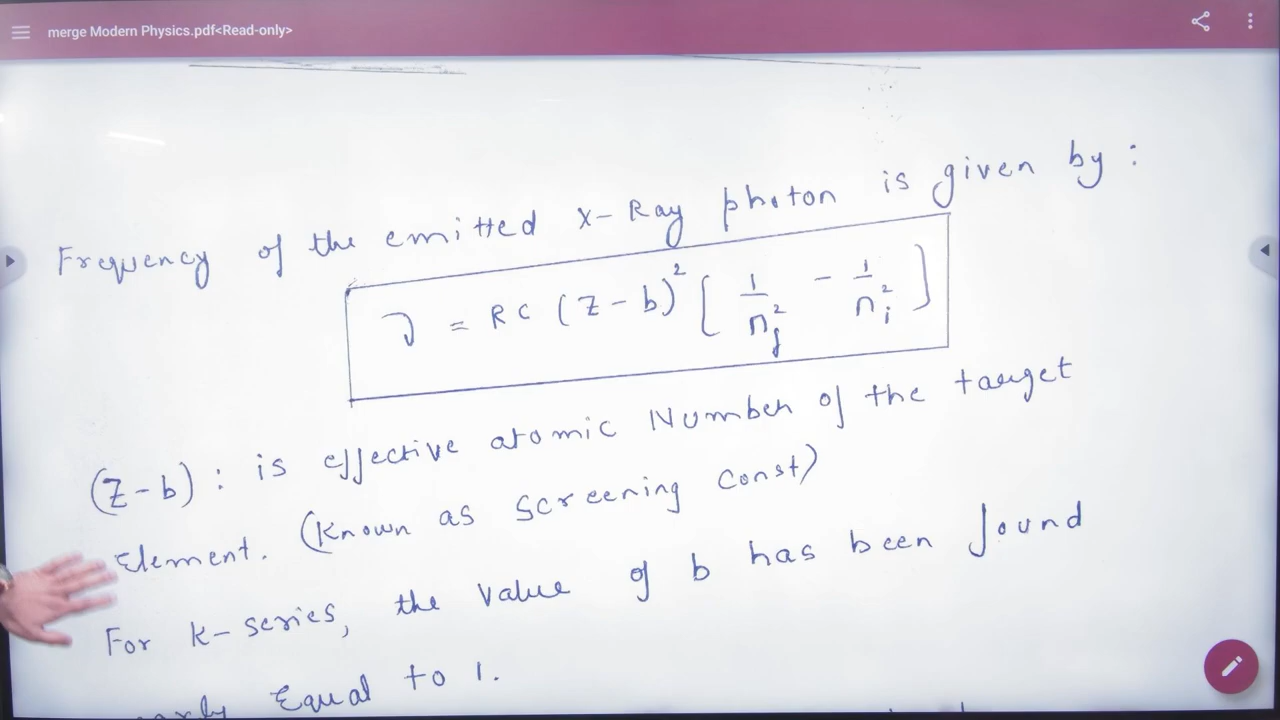 merge Modern Physics.pdf<Read-only>
Frequency of the emitted X-Ray photon is given by:
ν = RC (Z-b)² [ 1/n_f² - 1/n_i² ]
(Z-b): is effective atomic Number of the target
Element. (Known as Screening Const)
For K-series, the value of b has been found
Equal to 1.